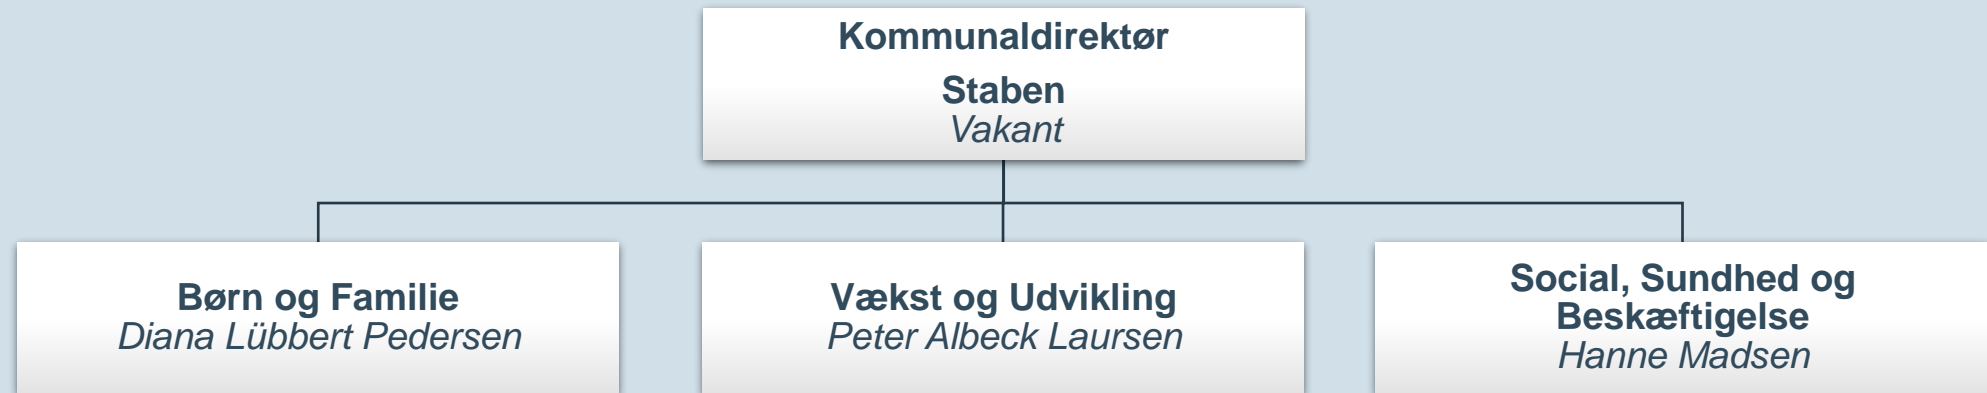 Kommunaldirektør
Staben
Vakant
Børn og Familie
Diana Lübbert Pedersen
Vækst og Udvikling
Peter Albeck Laursen
Social, Sundhed og
Beskæftigelse
Hanne Madsen